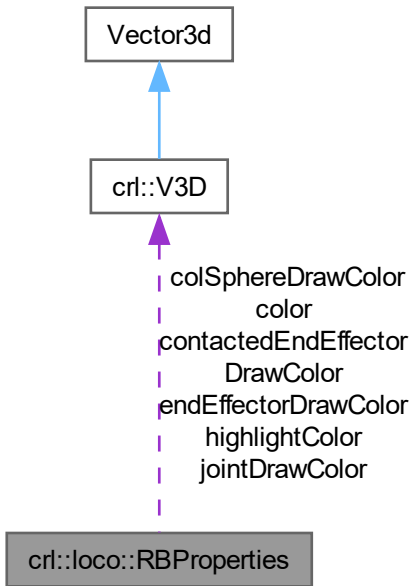 Vector3d
crl::V3D
colSphereDrawColor
color
contactedEndEffector
DrawColor
endEffectorDrawColor
highlightColor
jointDrawColor
crl::loco::RBProperties